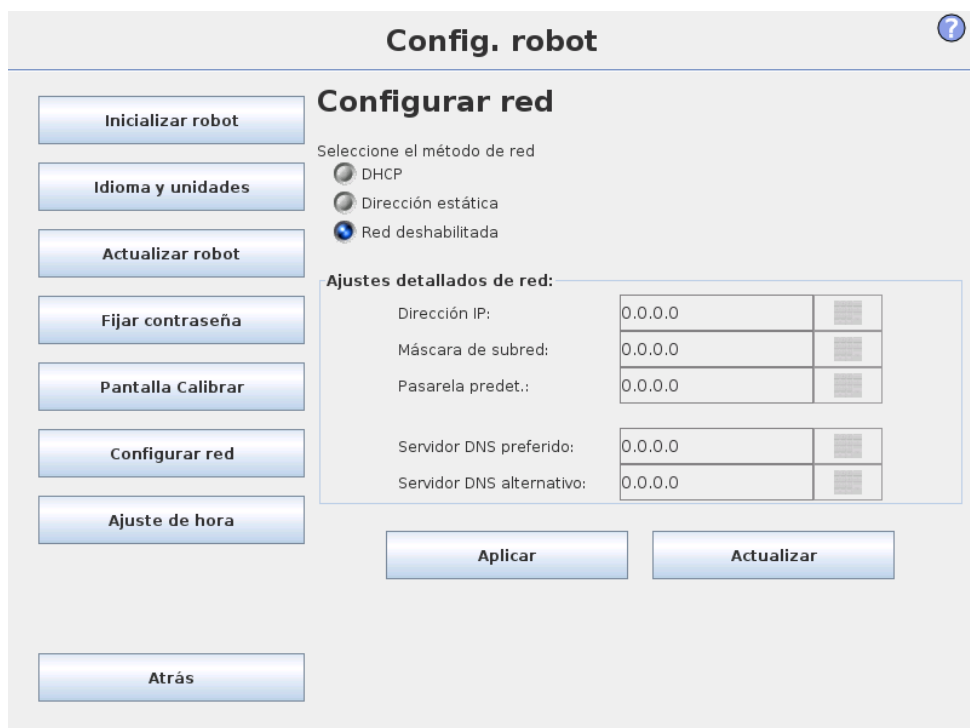 Config. robot
?
Inicializar robot
Idioma y unidades
Actualizar robot
Fijar contraseña
Pantalla Calibrar
Configurar red
Ajuste de hora
Atrás
Configurar red
Seleccione el método de red
DHCP
Dirección estática
Red deshabilitada
Ajustes detallados de red:
Dirección IP: 0.0.0.0
Máscara de subred: 0.0.0.0
Pasarela predet.: 0.0.0.0
Servidor DNS preferido: 0.0.0.0
Servidor DNS alternativo: 0.0.0.0
Aplicar
Actualizar